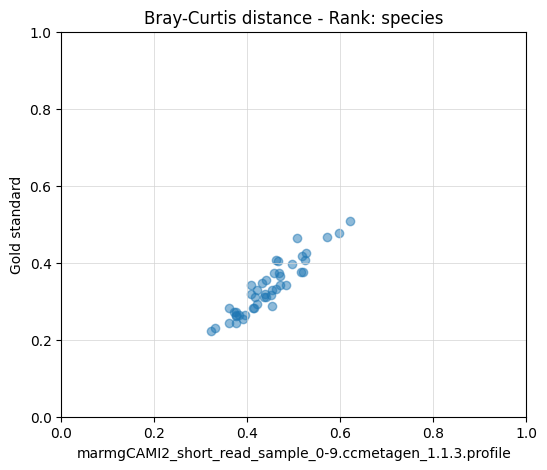 Bray-Curtis distance - Rank: species
1.0
0.8
0.6
0.4
0.2
0.0
Gold standard
0.0 0.2 0.4 0.6 0.8 1.0
marmgCAMI2_short_read_sample_0-9.ccmetagen_1.1.3.profile